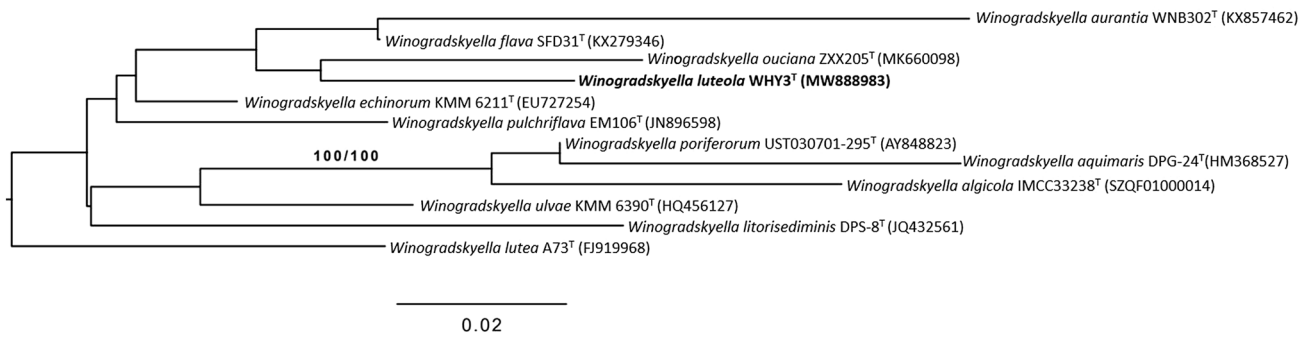 Winogradskyella aurantia WNB302ᵀ (KX857462)
Winogradskyella flava SFD31ᵀ (KX279346)
Winogradskyella ouciana ZXX205ᵀ (MK660098)
Winogradskyella luteola WHY3ᵀ (MW888983)
Winogradskyella echinorum KMM 6211ᵀ (EU727254)
Winogradskyella pulchriflava EM106ᵀ (JN896598)
Winogradskyella poriferorum UST030701-295ᵀ (AY848823)
100/100
Winogradskyella aquimaris DPG-24ᵀ(HM368527)
Winogradskyella algicola IMCC33238ᵀ (SZQF01000014)
Winogradskyella ulvae KMM 6390ᵀ (HQ456127)
Winogradskyella litorisediminis DPS-8ᵀ (JQ432561)
Winogradskyella lutea A73ᵀ (FJ919968)
0.02